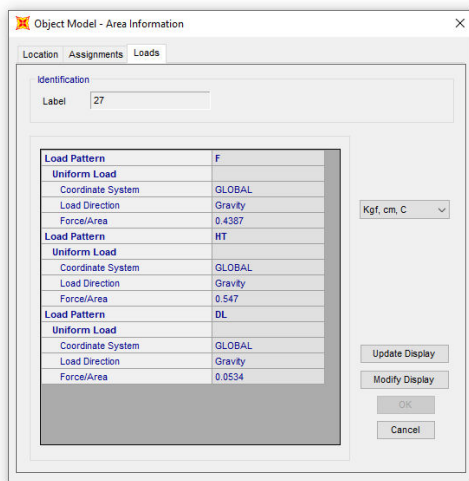 Object Model - Area Information
Location Assignments Loads
Identification
Label 27
Load Pattern F
Uniform Load
Coordinate System GLOBAL
Load Direction Gravity
Force/Area 0.4387
Load Pattern HT
Uniform Load
Coordinate System GLOBAL
Load Direction Gravity
Force/Area 0.547
Load Pattern DL
Uniform Load
Coordinate System GLOBAL
Load Direction Gravity
Force/Area 0.0534
Kgf, cm, C
Update Display
Modify Display
OK
Cancel